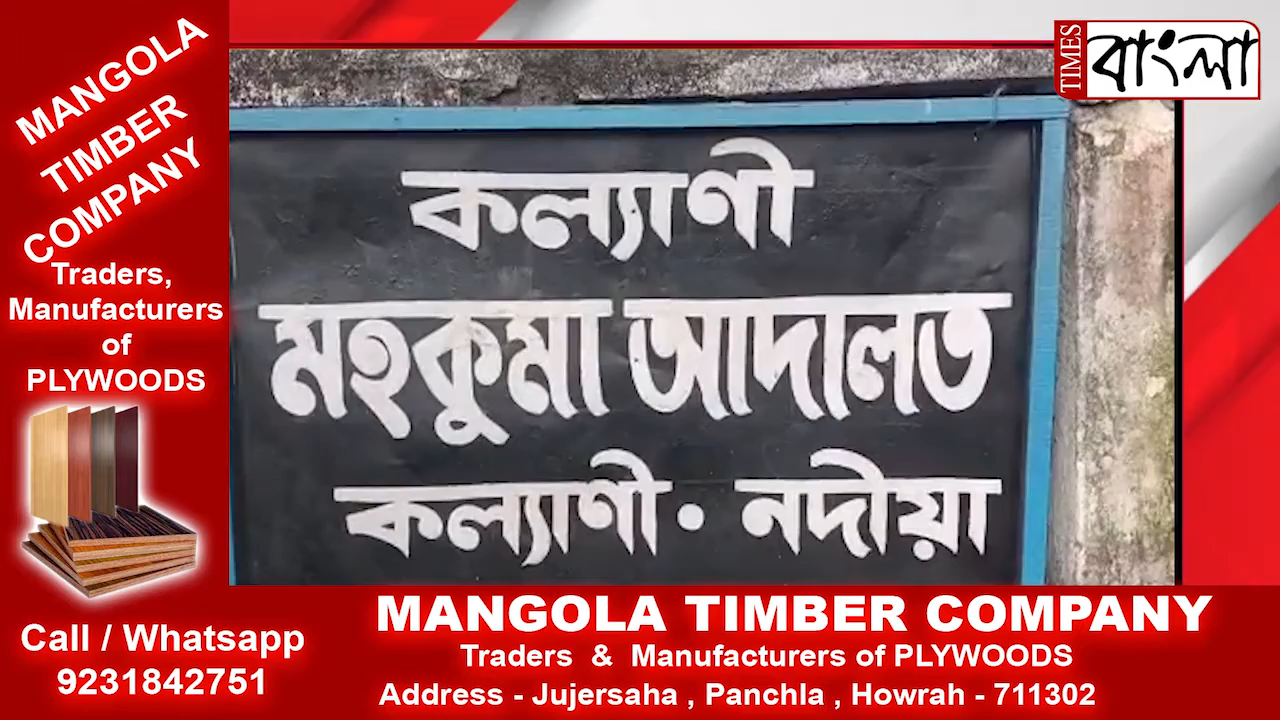 MANGOLA
TIMBER
COMPANY
Traders,
Manufacturers
of
PLYWOODS
Call / Whatsapp
9231842751
TIMES
বাংলা
কল্যাণী
মহকুমা আদালত
কল্যাণী • নদীয়া
MANGOLA TIMBER COMPANY
Traders & Manufacturers of PLYWOODS
Address - Jujersaha , Panchla , Howrah - 711302